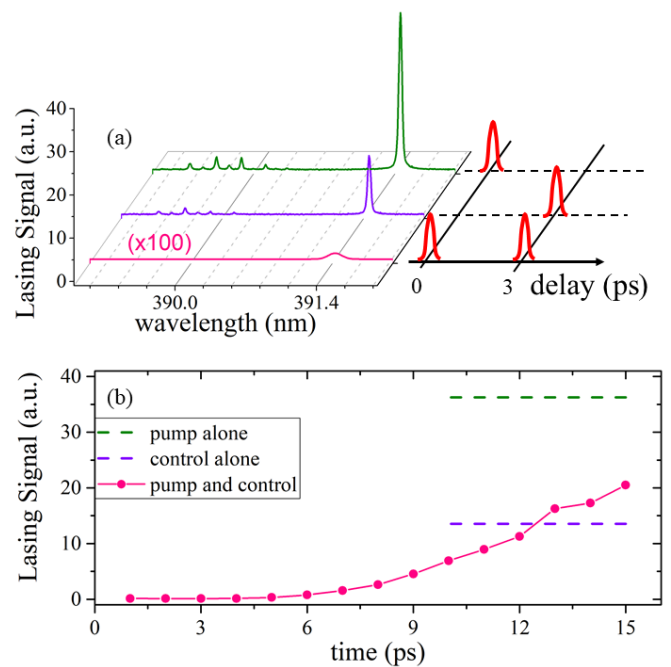 (a)
Lasing Signal (a.u.)
40
30
20
10
5
0
(x100)
390.0
391.4
wavelength (nm)
0
3
delay (ps)
(b)
Lasing Signal (a.u.)
40
30
20
10
0
pump alone
control alone
pump and control
0
3
6
9
12
15
time (ps)